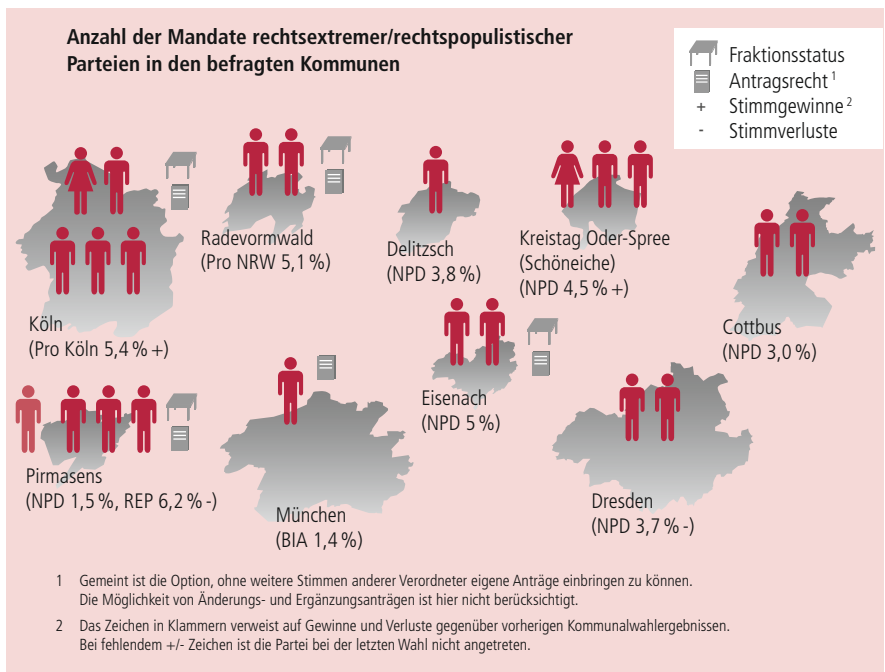 Anzahl der Mandate rechtsextremer/rechtspopulistischer
Parteien in den befragten Kommunen
Fraktionsstatus
Antragsrecht 1
+ Stimmgewinne 2
- Stimmverluste
Köln
(Pro Köln 5,4 % +)
Radevormwald
(Pro NRW 5,1 %)
Delitzsch
(NPD 3,8 %)
Kreistag Oder-Spree
(Schöneiche)
(NPD 4,5 % +)
Cottbus
(NPD 3,0 %)
Pirmasens
(NPD 1,5 %, REP 6,2 % -)
München
(BIA 1,4 %)
Eisenach
(NPD 5 %)
Dresden
(NPD 3,7 % -)
1 Gemeint ist die Option, ohne weitere Stimmen anderer Verordneter eigene Anträge einbringen zu können.
Die Möglichkeit von Änderungs- und Ergänzungsanträgen ist hier nicht berücksichtigt.
2 Das Zeichen in Klammern verweist auf Gewinne und Verluste gegenüber vorherigen Kommunalwahlergebnissen.
Bei fehlendem +/- Zeichen ist die Partei bei der letzten Wahl nicht angetreten.